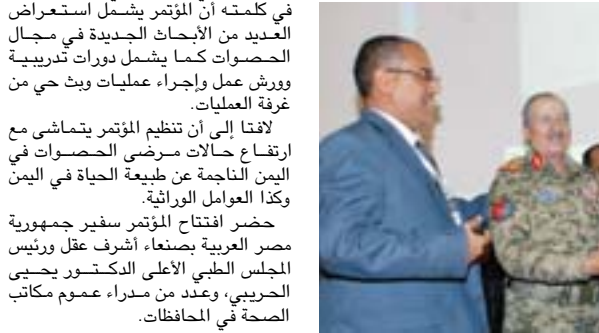 في كلمته أن المؤتمر يشمل استعراض
العديد من الأبحاث الجديدة في مجال
الحصوات كما يشمل دورات تدريبية
وورش عمل وإجراء عمليات وبث حي من
غرفة العمليات.
لافتا إلى أن تنظيم المؤتمر يتماشى مع
ارتفاع حالات مرضى الحصوات في
اليمن الناجمة عن طبيعة الحياة في اليمن
وكذا العوامل الوراثية.
حضر افتتاح المؤتمر سفير جمهورية
مصر العربية بصنعاء أشرف عقل ورئيس
المجلس الطبي الأعلى الدكتور يحيى
الحريبي، وعدد من مدراء عموم مكاتب
الصحة في المحافظات.